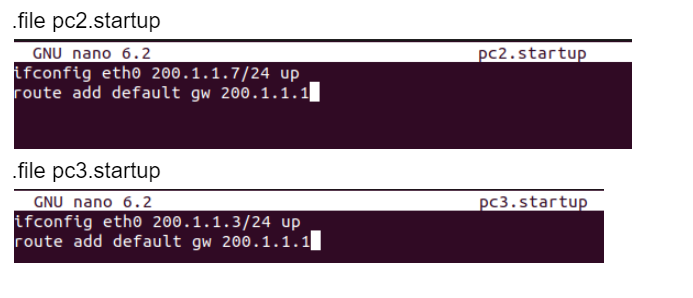 .file pc2.startup
GNU nano 6.2 pc2.startup
ifconfig eth0 200.1.1.7/24 up
route add default gw 200.1.1.1
.file pc3.startup
GNU nano 6.2 pc3.startup
ifconfig eth0 200.1.1.3/24 up
route add default gw 200.1.1.1